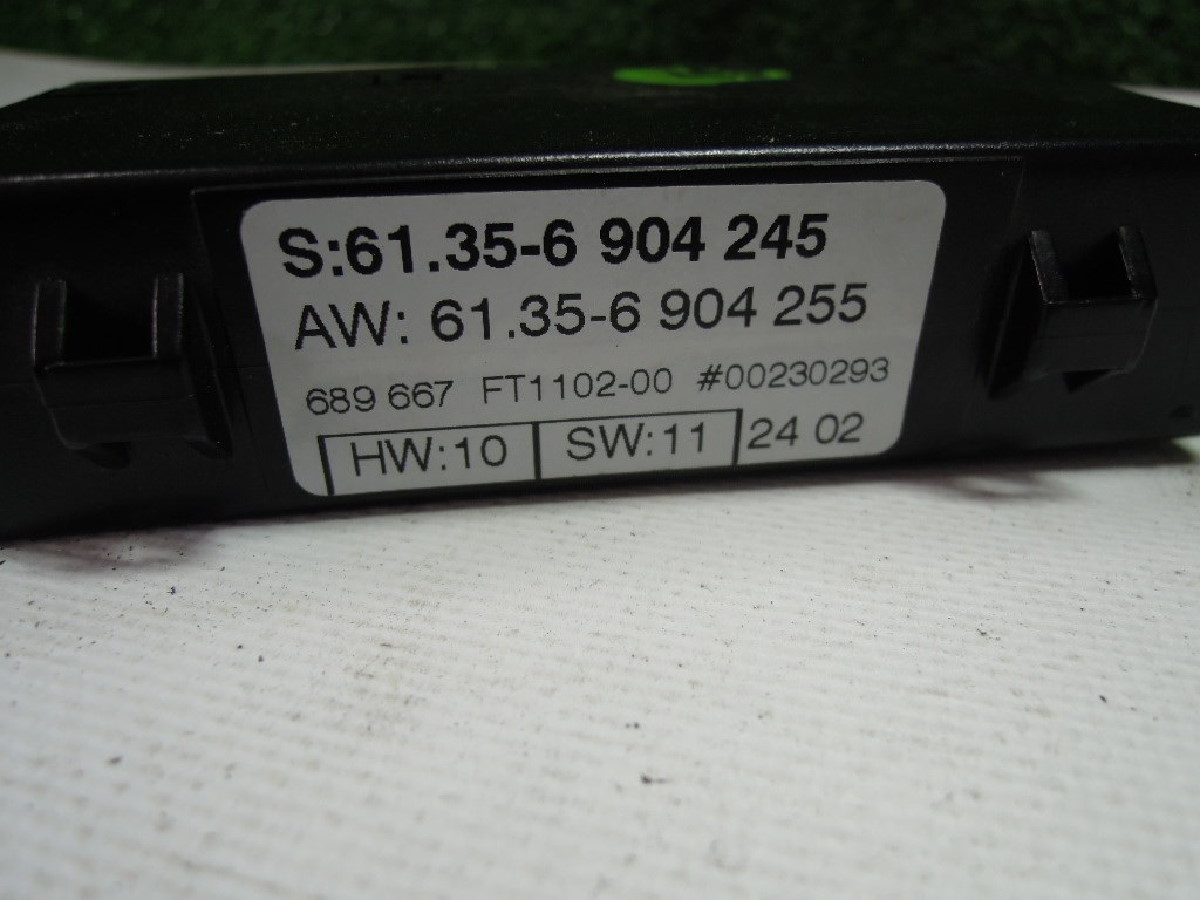 S:61.35-6 904 245
AW: 61.35-6 904 255
689 667 FT1102-00 #00230293
HW:10 SW:11 24 02